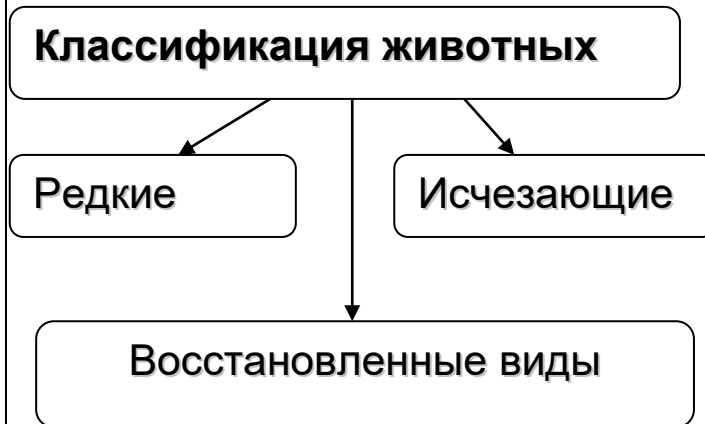 Классификация животных
Редкие
Исчезающие
Восстановленные виды